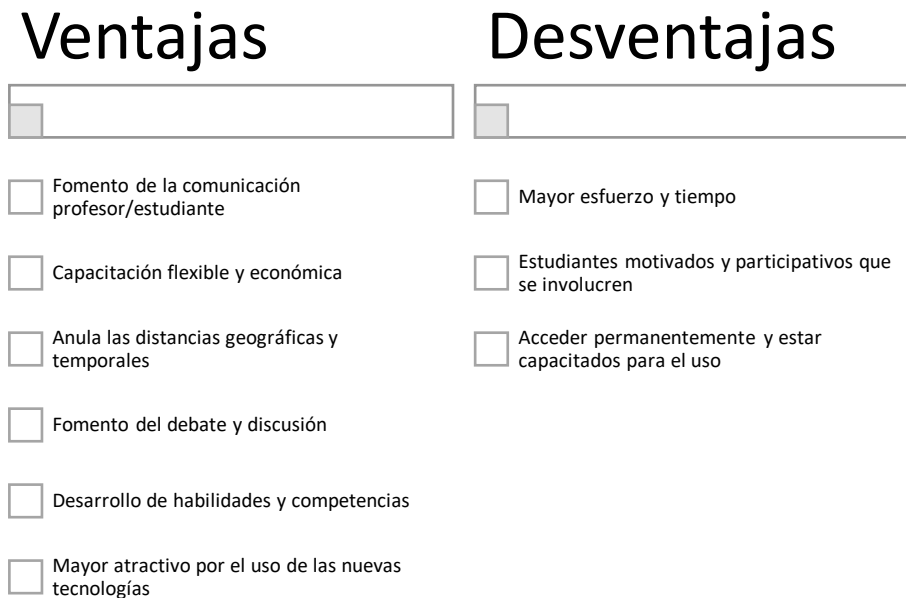 Ventajas
Fomento de la comunicación
profesor/estudiante
Capacitación flexible y económica
Anula las distancias geográficas y
temporales
Fomento del debate y discusión
Desarrollo de habilidades y competencias
Mayor atractivo por el uso de las nuevas
tecnologías
Desventajas
Mayor esfuerzo y tiempo
Estudiantes motivados y participativos que
se involucren
Acceder permanentemente y estar
capacitados para el uso